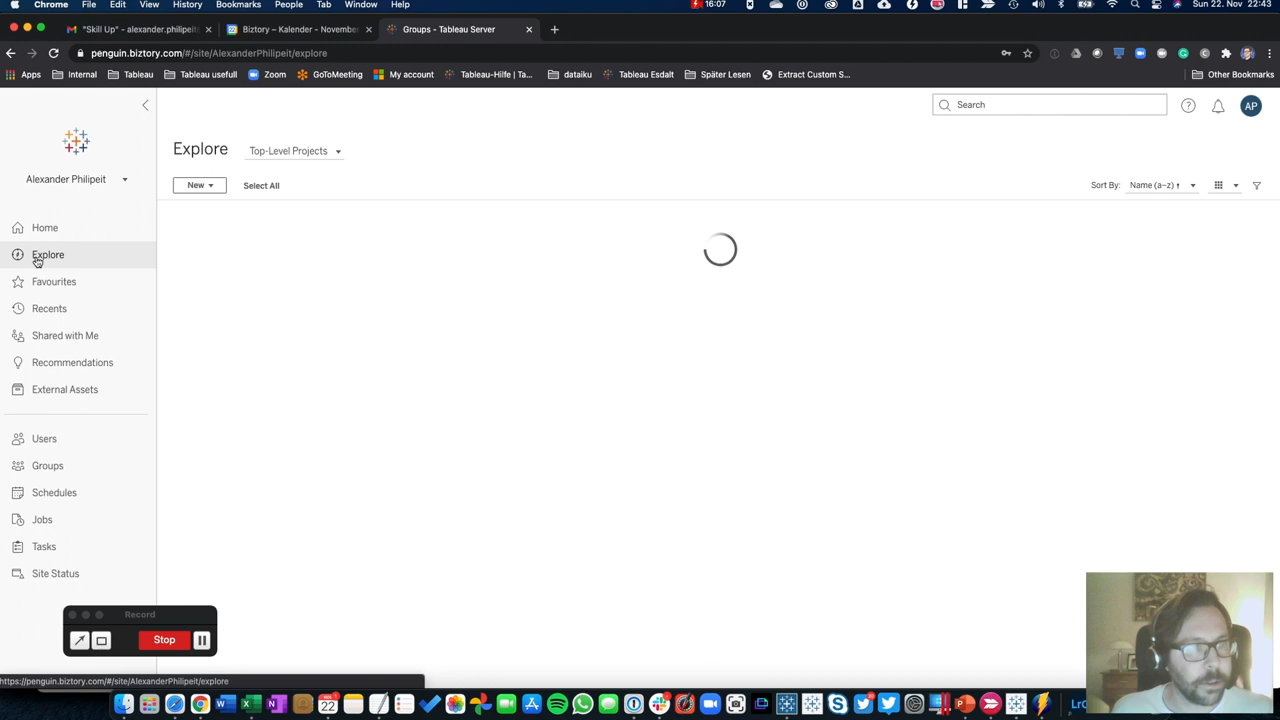 Chrome File Edit View History Bookmarks People Tab Window Help 16:07 Sun 22. Nov 22:43
"Skill Up" - alexander.philipeit Biztory – Kalender - Novembe Groups - Tableau Server
penguin.biztory.com/#/site/AlexanderPhilipeit/explore
Apps Internal Tableau Tableau usefull Zoom GoToMeeting My account Tableau-Hilfe | Ta... dataiku Tableau Esdalt Später Lesen Extract Custom S... Other Bookmarks
Search
AP
Explore Top-Level Projects
Alexander Philipeit
New Select All Sort By: Name (a–z)
Home
Explore
Favourites
Recents
Shared with Me
Recommendations
External Assets
Users
Groups
Schedules
Jobs
Tasks
Site Status
Record
Stop
https://penguin.biztory.com/#/site/AlexanderPhilipeit/explore
22
LrC